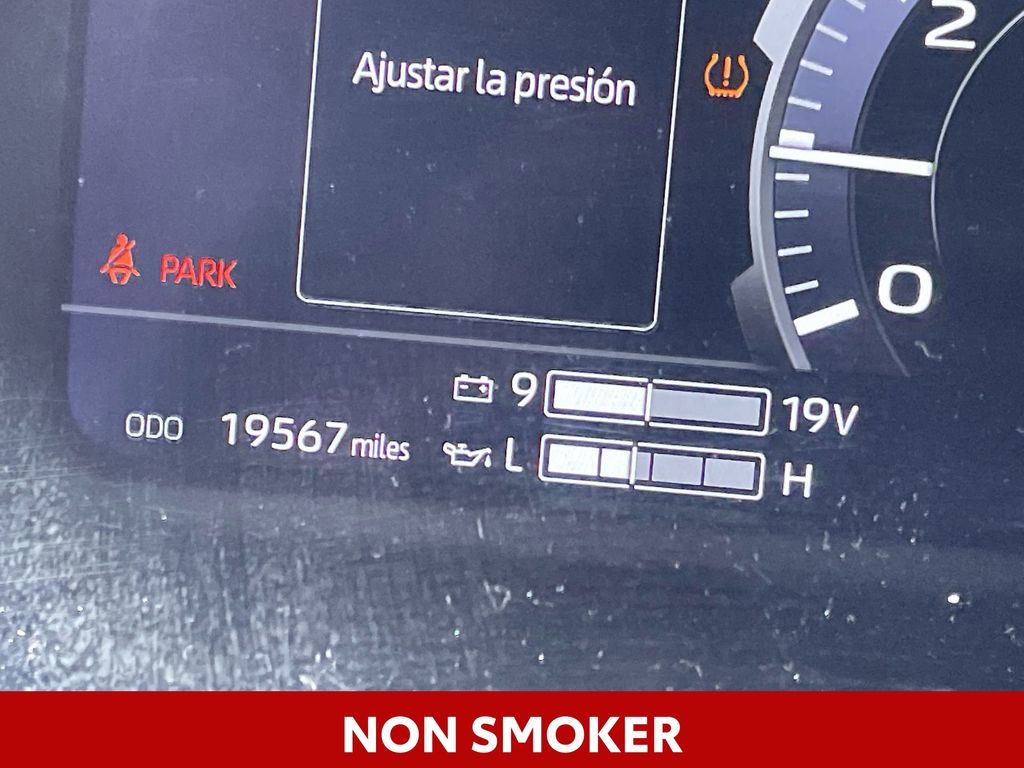 2
Ajustar la presión
PARK
0
9 19V
ODO 19567 miles
L H
NON SMOKER